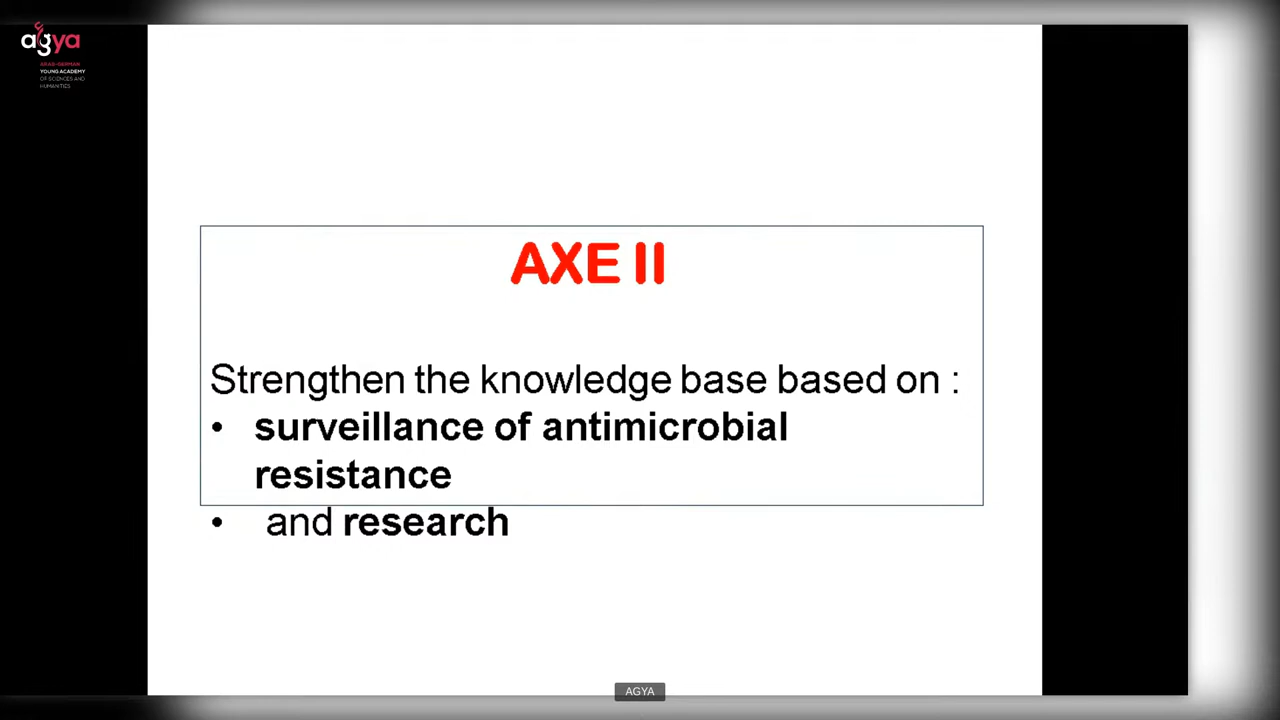 agya
ARAB-GERMAN
YOUNG ACADEMY
OF SCIENCES AND
HUMANITIES
AXE II
Strengthen the knowledge base based on :
• surveillance of antimicrobial
resistance
• and research
AGYA